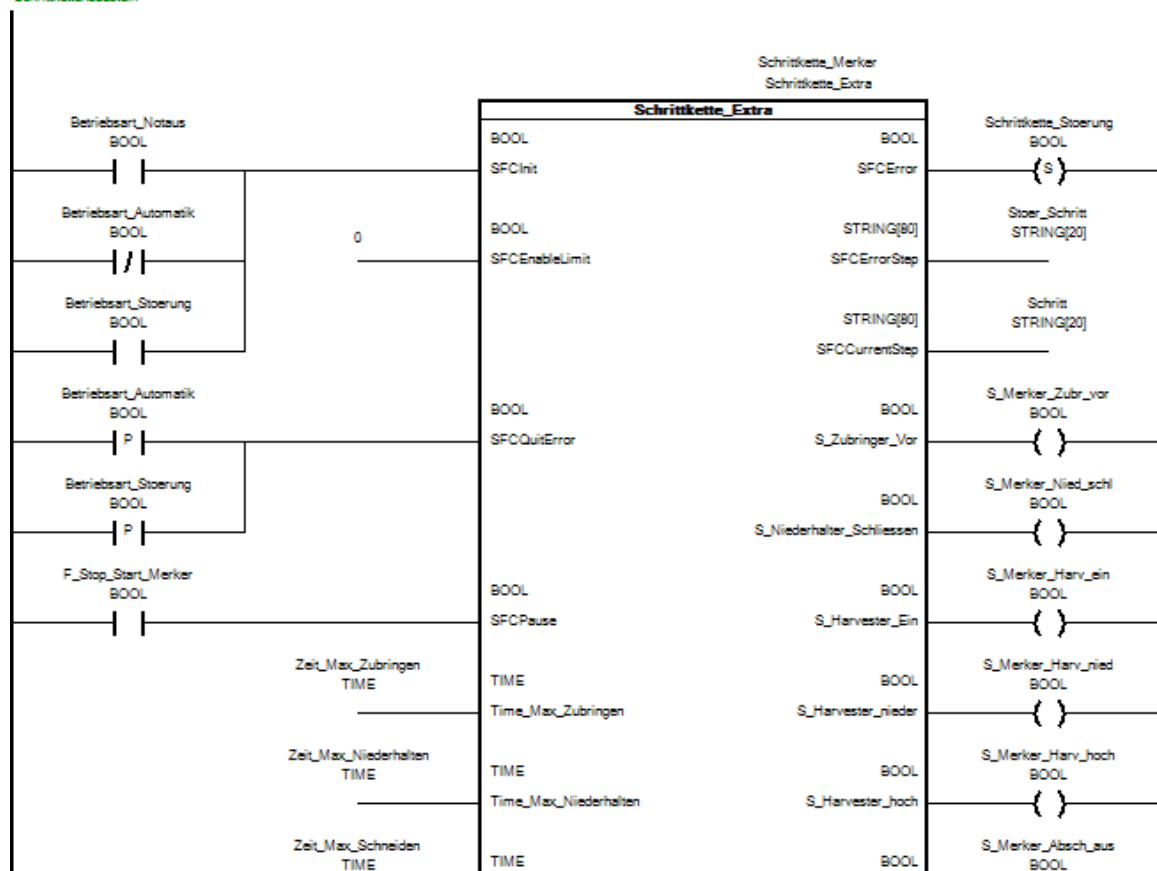 Schrittkette_Merker
Schrittkette_Extra
Schrittkette_Extra
Betriebsart_Notaus
BOOL
BOOL
SFCInit
BOOL
SFCError
Schrittkette_Stoerung
BOOL
S
Betriebsart_Automatik
BOOL
0
BOOL
SFCEnableLimit
STRING[80]
SFCErrorStep
Stoer_Schritt
STRING[20]
Betriebsart_Stoerung
BOOL
STRING[80]
SFCCurrentStep
Schritt
STRING[20]
Betriebsart_Automatik
BOOL
P
BOOL
SFCQuitError
BOOL
S_Zubringer_Vor
S_Merker_Zubr_vor
BOOL
Betriebsart_Stoerung
BOOL
P
BOOL
S_Niederhalter_Schliessen
S_Merker_Nied_schl
BOOL
F_Stop_Start_Merker
BOOL
BOOL
SFCPause
BOOL
S_Harvester_Ein
S_Merker_Harv_ein
BOOL
Zeit_Max_Zubringen
TIME
TIME
Time_Max_Zubringen
BOOL
S_Harvester_nieder
S_Merker_Harv_nied
BOOL
Zeit_Max_Niederhalten
TIME
TIME
Time_Max_Niederhalten
BOOL
S_Harvester_hoch
S_Merker_Harv_hoch
BOOL
Zeit_Max_Schneiden
TIME
TIME
BOOL
S_Merker_Absch_aus
BOOL